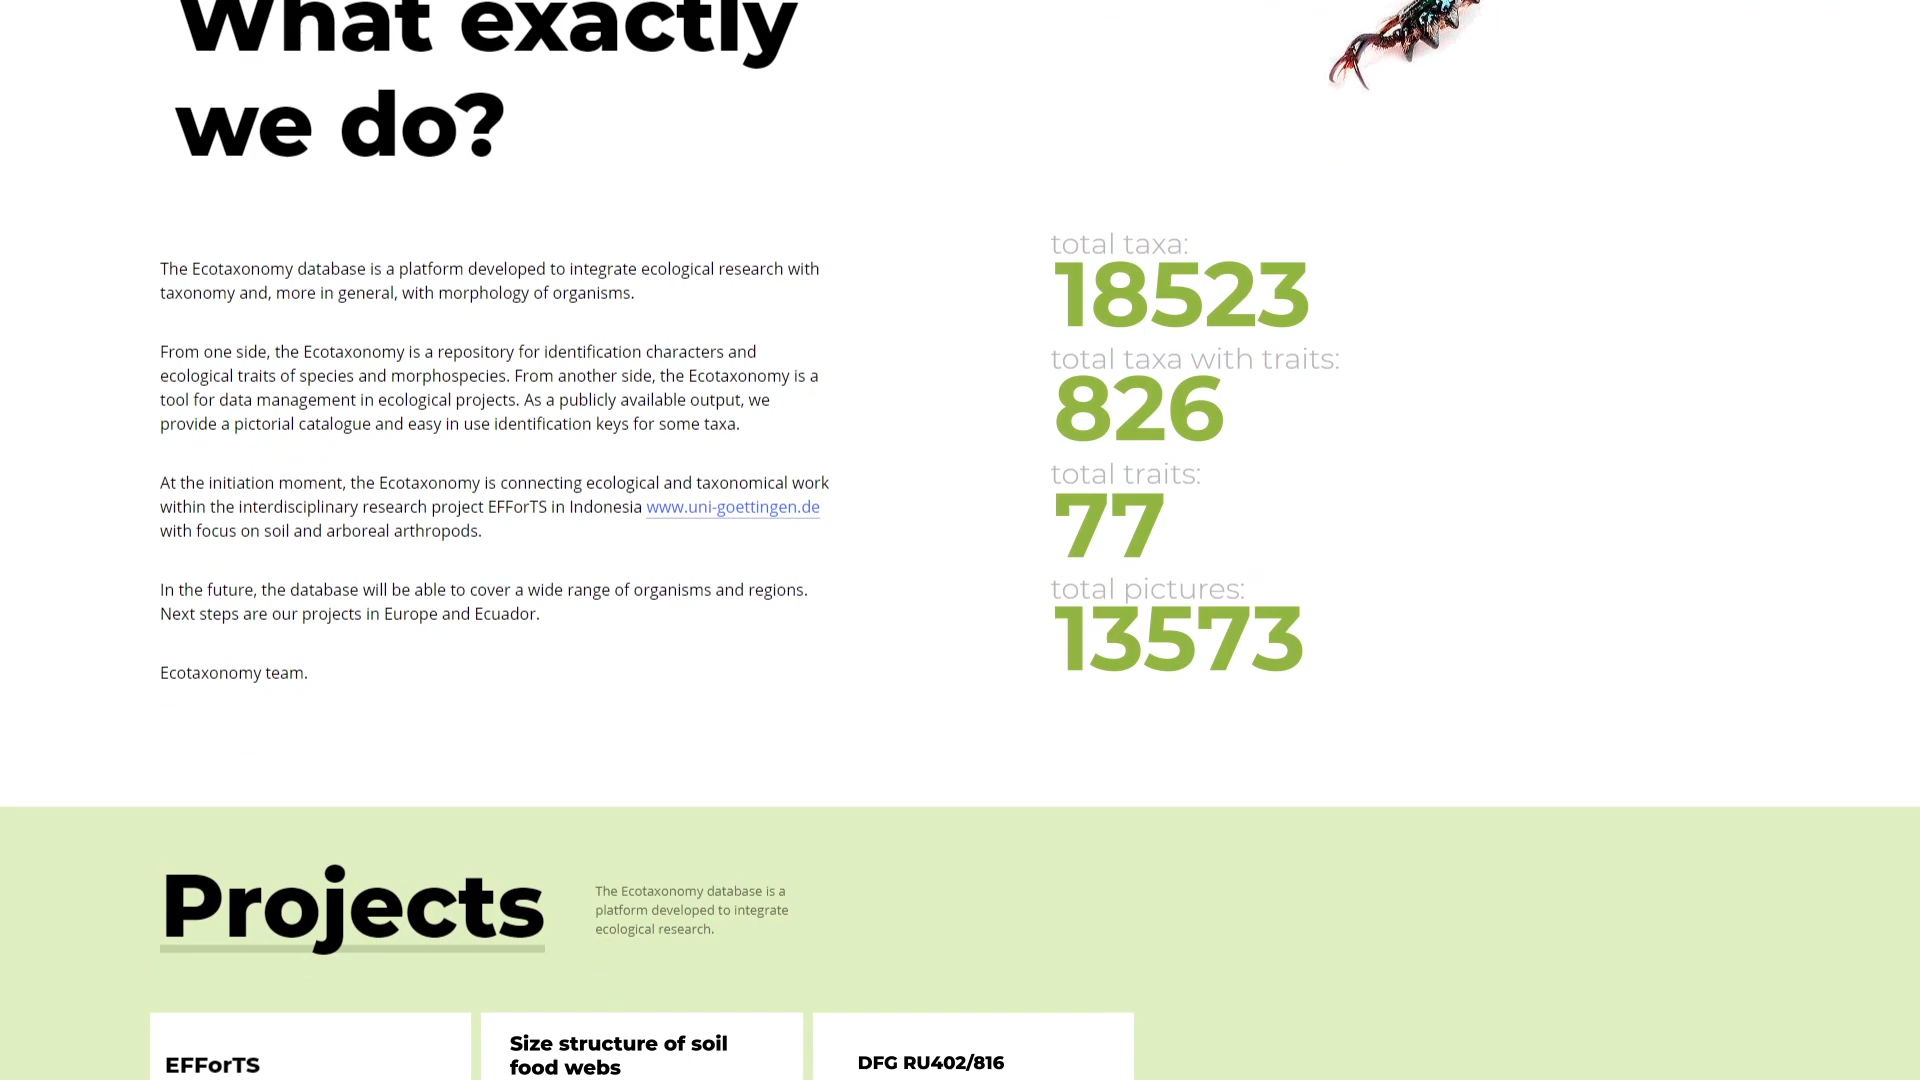 What exactly
we do?
The Ecotaxonomy database is a platform developed to integrate ecological research with
taxonomy and, more in general, with morphology of organisms.
From one side, the Ecotaxonomy is a repository for identification characters and
ecological traits of species and morphospecies. From another side, the Ecotaxonomy is a
tool for data management in ecological projects. As a publicly available output, we
provide a pictorial catalogue and easy in use identification keys for some taxa.
At the initiation moment, the Ecotaxonomy is connecting ecological and taxonomical work
within the interdisciplinary research project EFForTS in Indonesia www.uni-goettingen.de
with focus on soil and arboreal arthropods.
In the future, the database will be able to cover a wide range of organisms and regions.
Next steps are our projects in Europe and Ecuador.
Ecotaxonomy team.
total taxa:
18523
total taxa with traits:
826
total traits:
77
total pictures:
13573
Projects
The Ecotaxonomy database is a
platform developed to integrate
ecological research.
EFForTS
Size structure of soil
food webs
DFG RU402/816